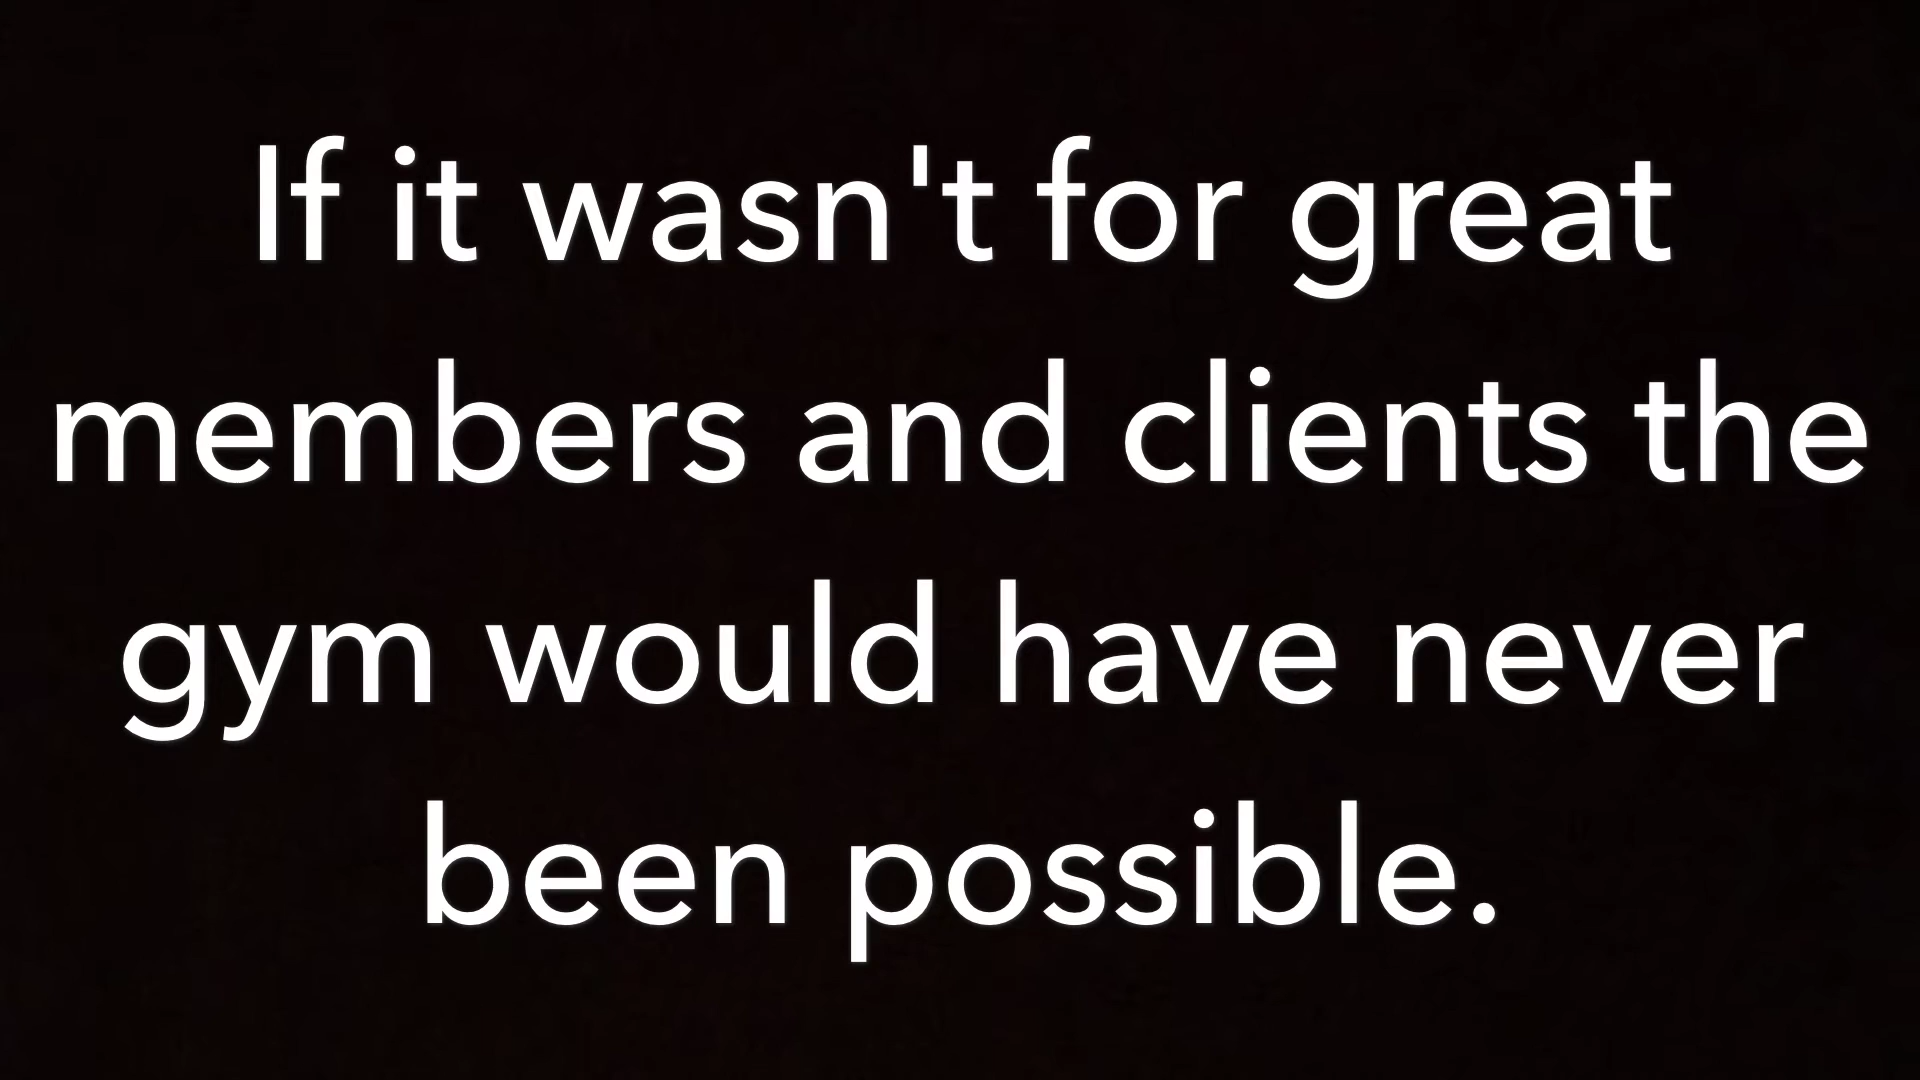 If it wasn't for great
members and clients the
gym would have never
been possible.